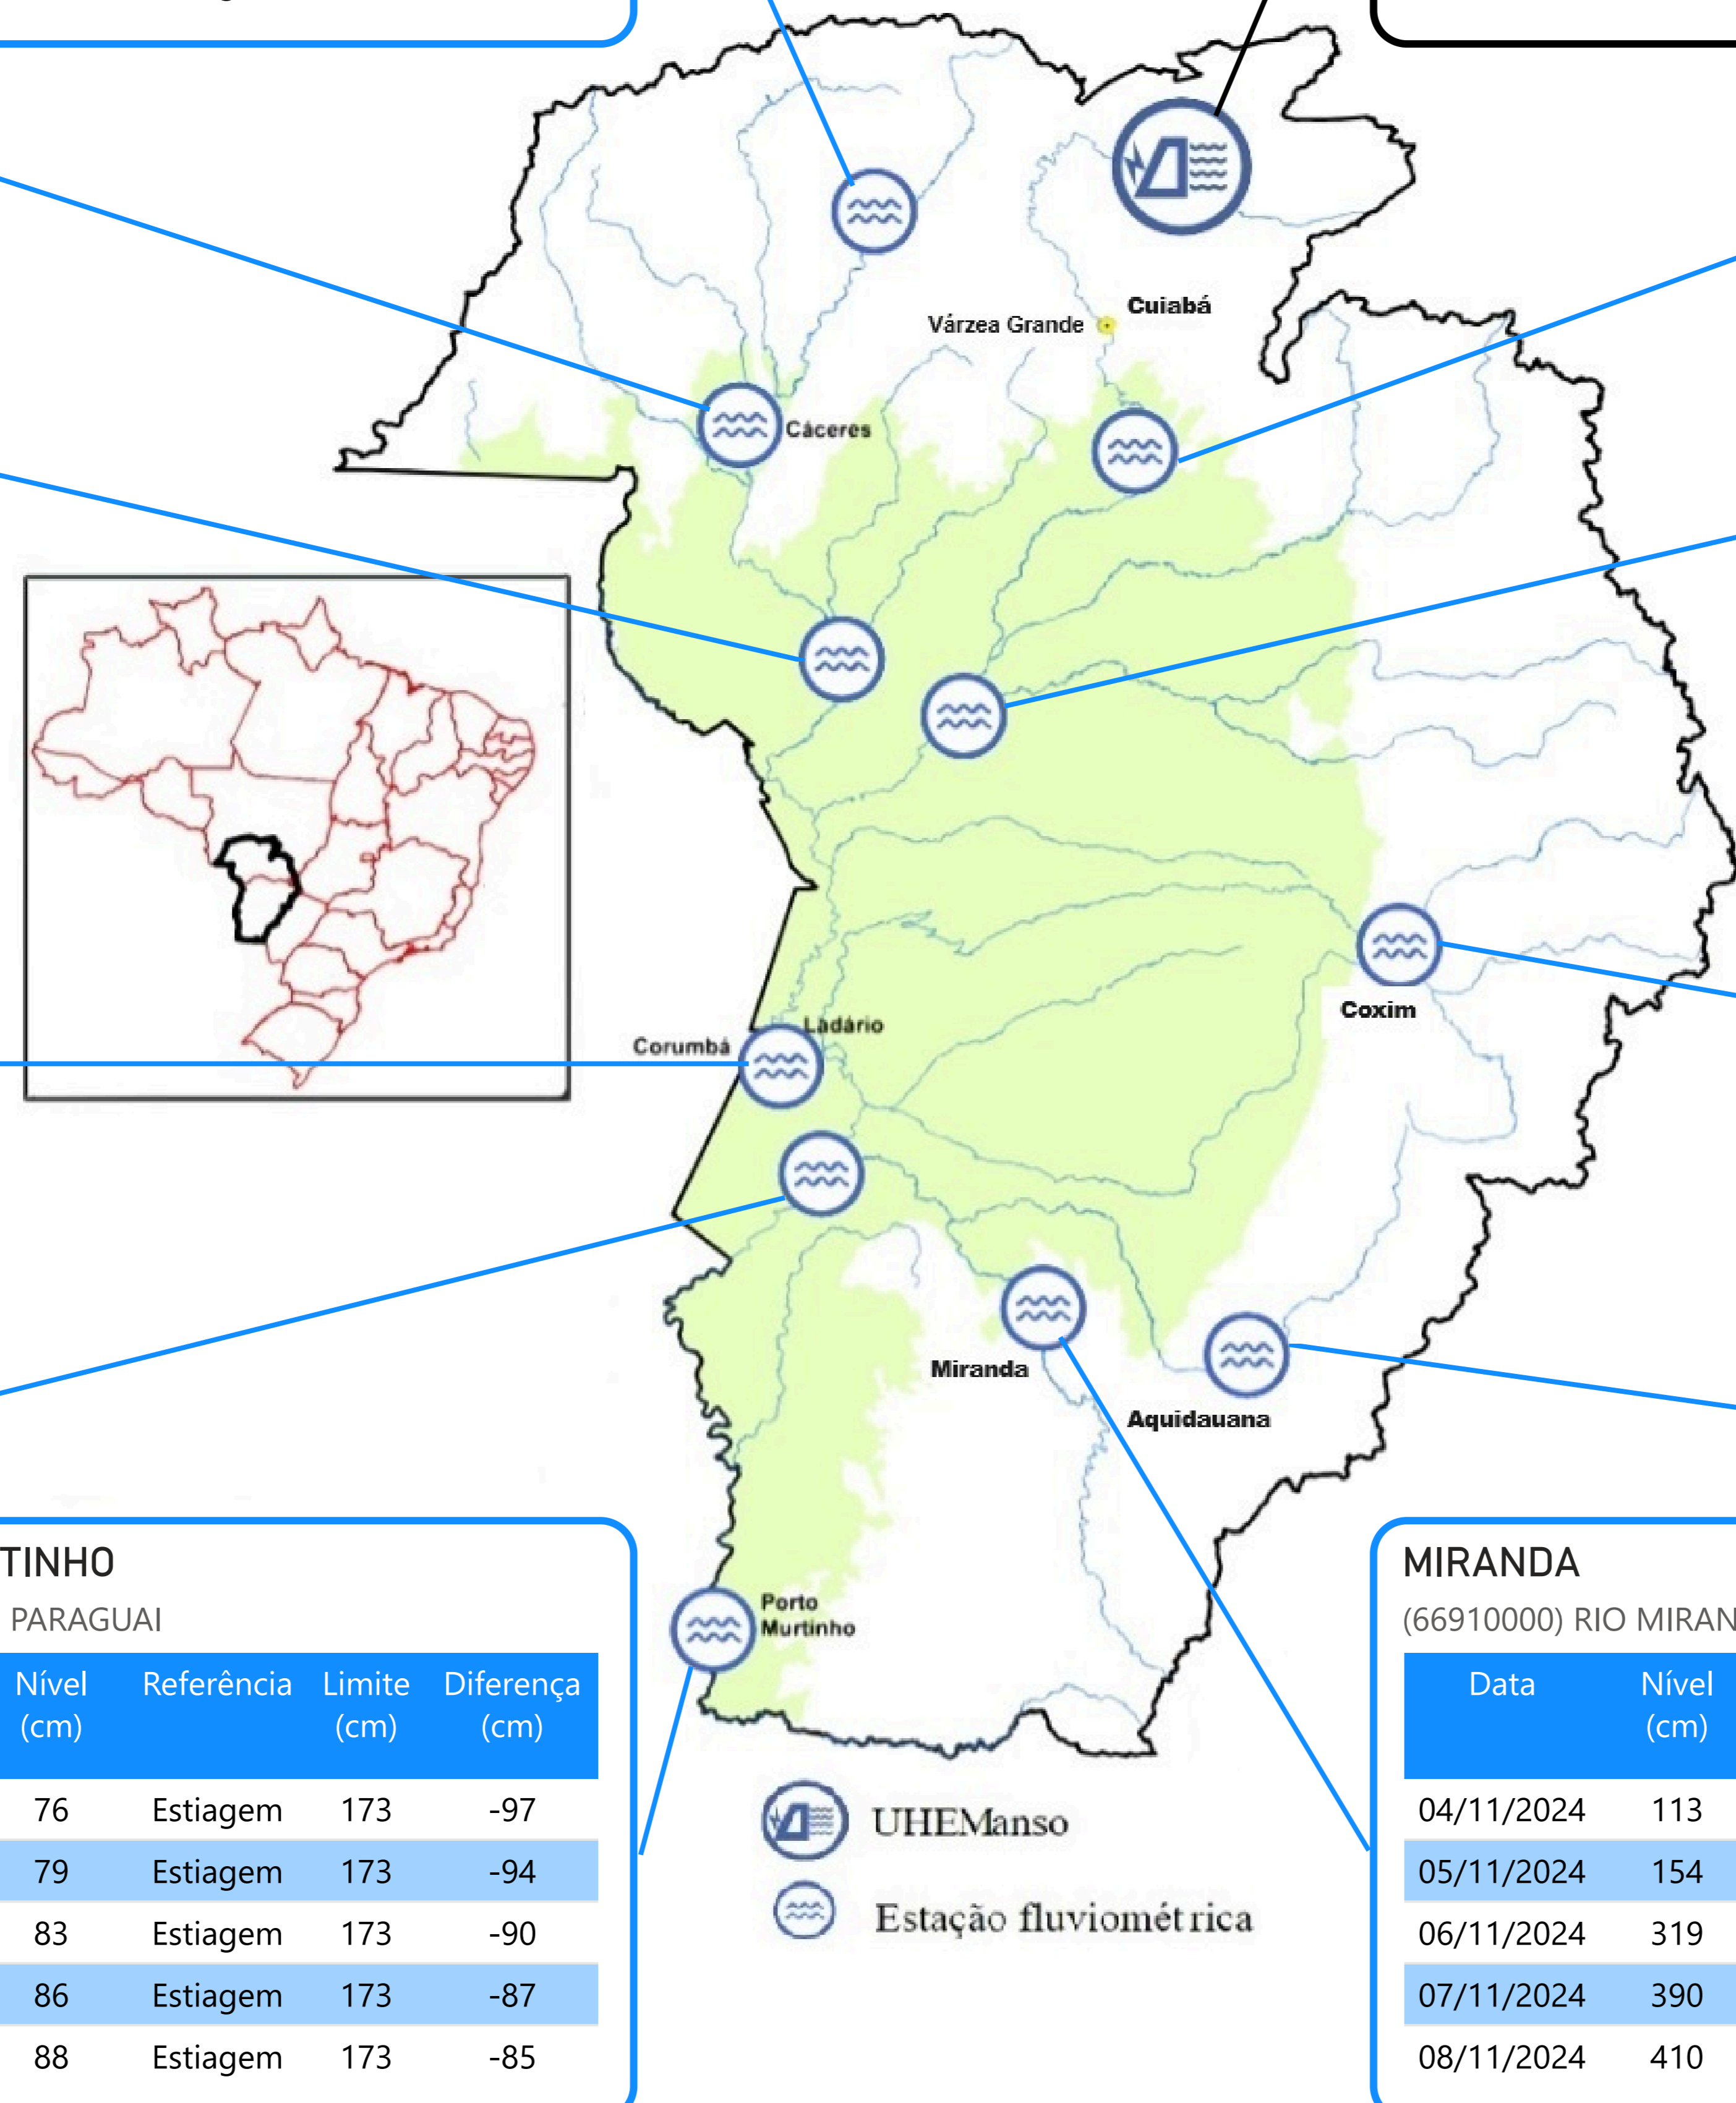 Cuiabá
Várzea Grande
Cáceres
Coxim
Ladário
Corumbá
Miranda
Aquidauana
Porto
Murtinho
TINHO
PARAGUAI
Nível Referência Limite Diferença
(cm) (cm) (cm)
76 Estiagem 173 -97
79 Estiagem 173 -94
83 Estiagem 173 -90
86 Estiagem 173 -87
88 Estiagem 173 -85
UHEManso
Estação fluviométrica
MIRANDA
(66910000) RIO MIRAN
Data Nível
(cm)
04/11/2024 113
05/11/2024 154
06/11/2024 319
07/11/2024 390
08/11/2024 410